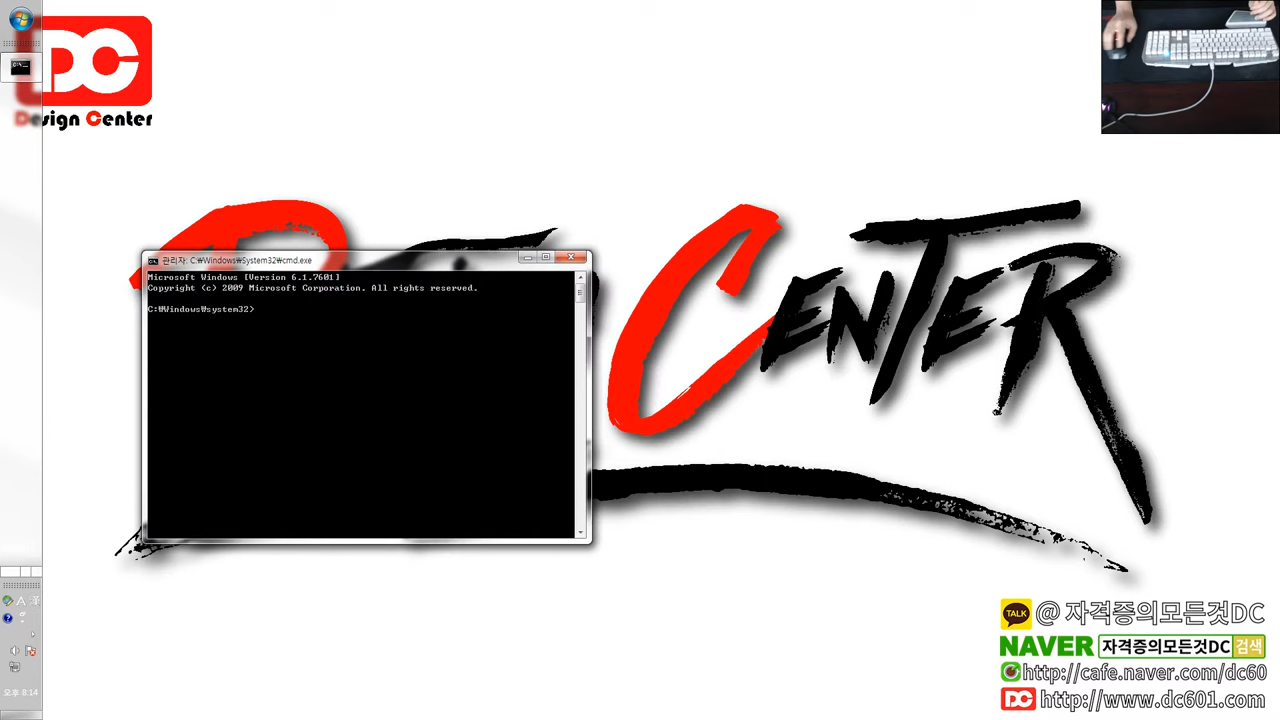 DC
Design Center
CENTER
관리자: C:₩Windows₩System32₩cmd.exe
Microsoft Windows [Version 6.1.7601]
Copyright (c) 2009 Microsoft Corporation. All rights reserved.
C:₩Windows₩system32>
TALK @ 자격증의모든것DC
NAVER 자격증의모든것DC 검색
http://cafe.naver.com/dc60
DC http://www.dc601.com
A 漢
오후 8:14